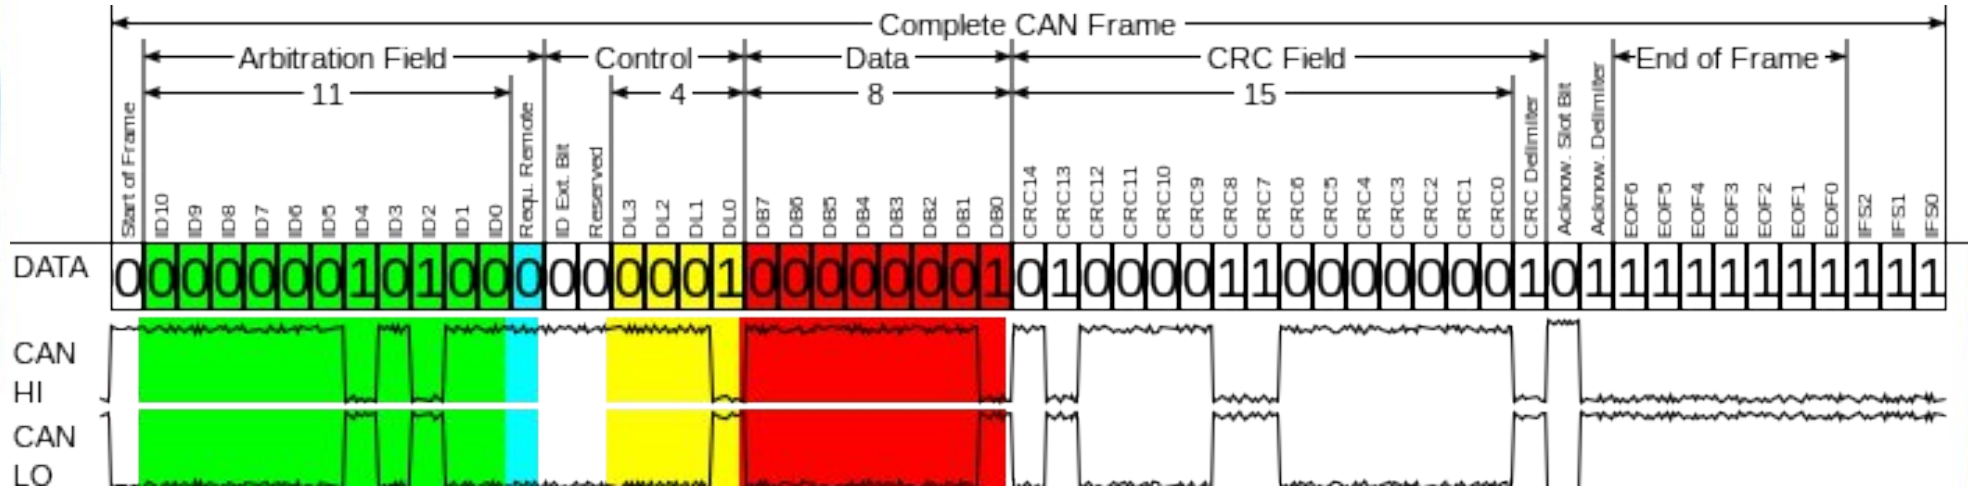 Complete CAN Frame
Arbitration Field Control Data CRC Field End of Frame
11 4 8 15
Start of Frame
ID10
ID9
ID8
ID7
ID6
ID5
ID4
ID3
ID2
ID1
ID0
Requ. Remote
ID Ext. Bit
Reserved
DL3
DL2
DL1
DL0
DB7
DB6
DB5
DB4
DB3
DB2
DB1
DB0
CRC14
CRC13
CRC12
CRC11
CRC10
CRC9
CRC8
CRC7
CRC6
CRC5
CRC4
CRC3
CRC2
CRC1
CRC0
CRC Delimiter
Acknow. Slot Bit
Acknow. Delimiter
EOF6
EOF5
EOF4
EOF3
EOF2
EOF1
EOF0
IFS2
IFS1
IFS0
DATA 0 0 0 0 0 0 0 1 0 1 0 0 0 0 0 0 0 0 1 0 0 0 0 0 0 0 1 0 1 0 0 0 0 1 1 0 0 0 0 0 0 0 1 0 1 1 1 1 1 1 1 1 1 1 1
CAN
HI
CAN
LO